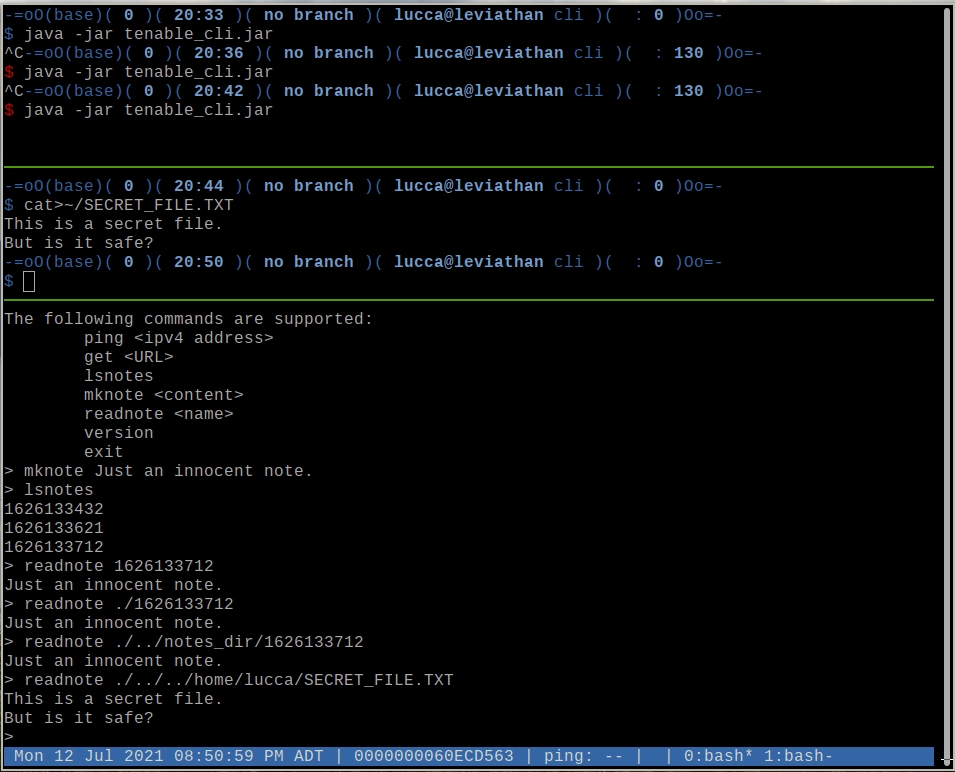 -=oO(base)( 0 )( 20:33 )( no branch )( lucca@leviathan cli )(  : 0 )Oo=-
$ java -jar tenable_cli.jar
^C-=oO(base)( 0 )( 20:36 )( no branch )( lucca@leviathan cli )(  : 130 )Oo=-
$ java -jar tenable_cli.jar
^C-=oO(base)( 0 )( 20:42 )( no branch )( lucca@leviathan cli )(  : 130 )Oo=-
$ java -jar tenable_cli.jar
-=oO(base)( 0 )( 20:44 )( no branch )( lucca@leviathan cli )(  : 0 )Oo=-
$ cat>~/SECRET_FILE.TXT
This is a secret file.
But is it safe?
-=oO(base)( 0 )( 20:50 )( no branch )( lucca@leviathan cli )(  : 0 )Oo=-
$
The following commands are supported:
        ping <ipv4 address>
        get <URL>
        lsnotes
        mknote <content>
        readnote <name>
        version
        exit
> mknote Just an innocent note.
> lsnotes
1626133432
1626133621
1626133712
> readnote 1626133712
Just an innocent note.
> readnote ./1626133712
Just an innocent note.
> readnote ./../notes_dir/1626133712
Just an innocent note.
> readnote ./../../home/lucca/SECRET_FILE.TXT
This is a secret file.
But is it safe?
>
Mon 12 Jul 2021 08:50:59 PM ADT | 0000000060ECD563 | ping: -- |  | 0:bash* 1:bash-